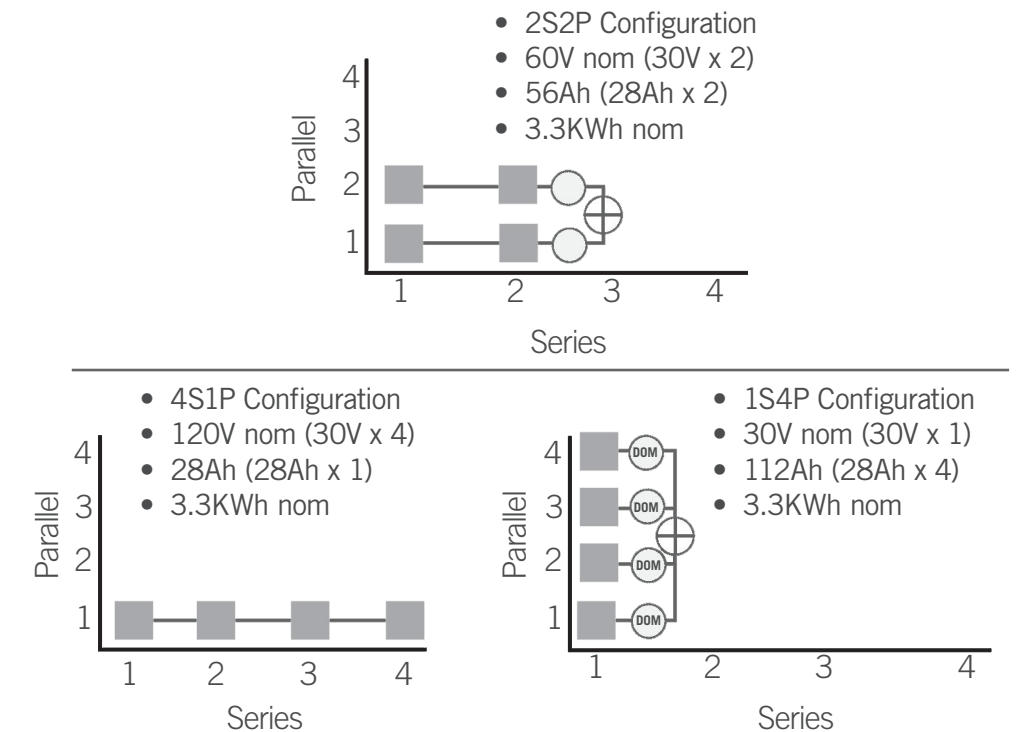 • 2S2P Configuration
• 60V nom (30V x 2)
• 56Ah (28Ah x 2)
• 3.3KWh nom
Parallel
4
3
2
1
1 2 3 4
Series
• 4S1P Configuration
• 120V nom (30V x 4)
• 28Ah (28Ah x 1)
• 3.3KWh nom
Parallel
4
3
2
1
1 2 3 4
Series
• 1S4P Configuration
• 30V nom (30V x 1)
• 112Ah (28Ah x 4)
• 3.3KWh nom
Parallel
4 DOM
3 DOM
2 DOM
1 DOM
1 2 3 4
Series